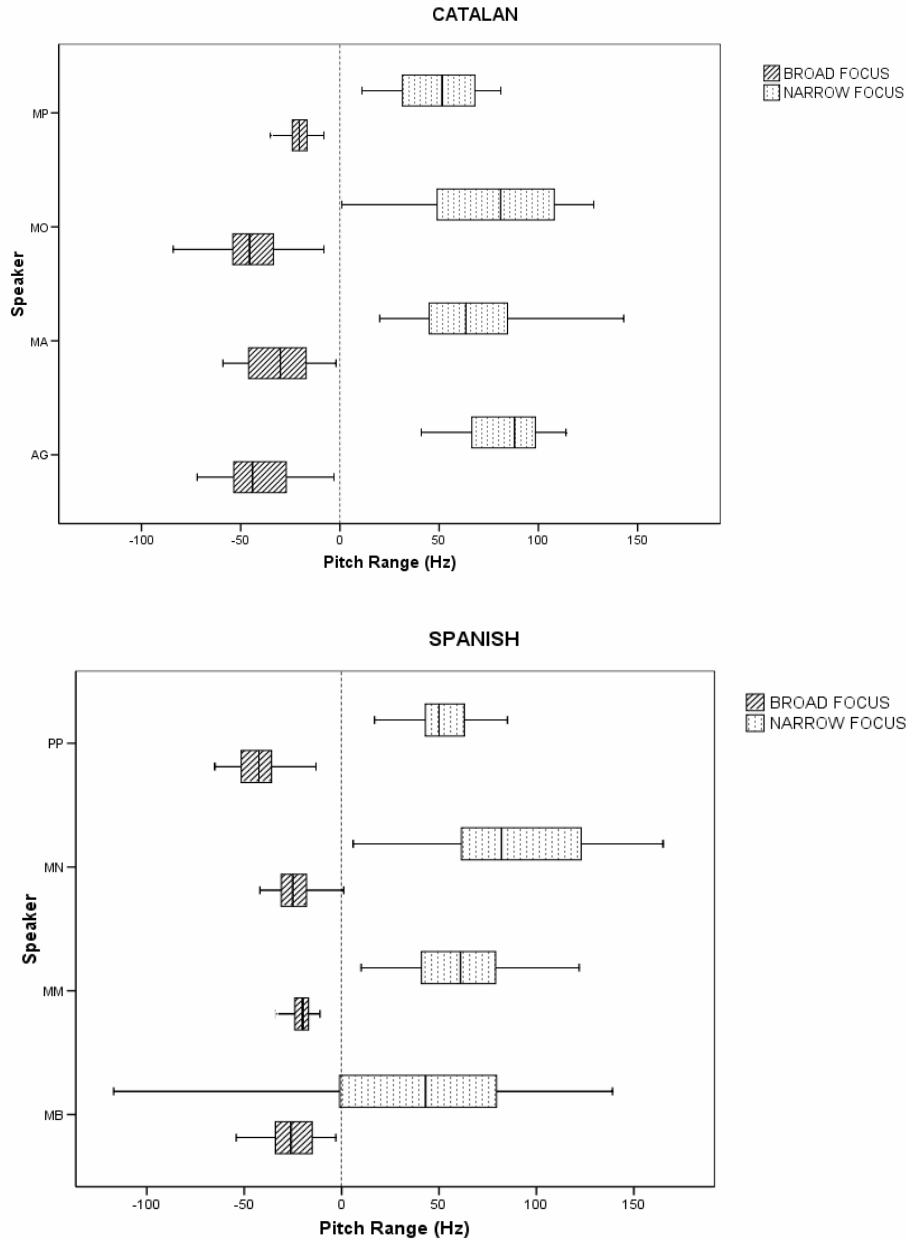 CATALAN
BROAD FOCUS
NARROW FOCUS
MP
MO
MA
AG
Speaker
-100 -50 0 50 100 150
Pitch Range (Hz)
SPANISH
BROAD FOCUS
NARROW FOCUS
PP
MN
MM
MB
Speaker
-100 -50 0 50 100 150
Pitch Range (Hz)